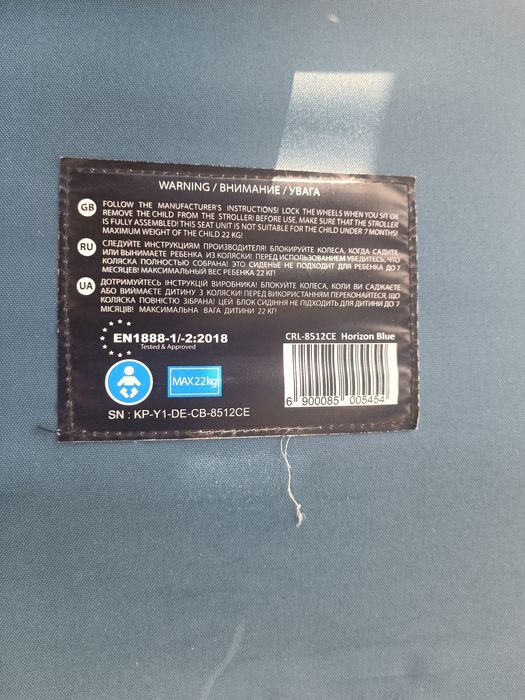 WARNING / ВНИМАНИЕ / УВАГА
GB FOLLOW THE MANUFACTURER'S INSTRUCTIONS! LOCK THE WHEELS WHEN YOU SIT OR
REMOVE THE CHILD FROM THE STROLLER! BEFORE USE, MAKE SURE THAT THE STROLLER
IS FULLY ASSEMBLED! THIS SEAT UNIT IS NOT SUITABLE FOR THE CHILD UNDER 7 MONTHS!
MAXIMUM WEIGHT OF THE CHILD 22 KG!
RU СЛЕДУЙТЕ ИНСТРУКЦИЯМ ПРОИЗВОДИТЕЛЯ! БЛОКИРУЙТЕ КОЛЕСА, КОГДА САДИТЕ
ИЛИ ВЫНИМАЕТЕ РЕБЕНКА ИЗ КОЛЯСКИ! ПЕРЕД ИСПОЛЬЗОВАНИЕМ УБЕДИТЕСЬ, ЧТО
КОЛЯСКА ПОЛНОСТЬЮ СОБРАНА! ЭТО СИДЕНЬЕ НЕ ПОДХОДИТ ДЛЯ РЕБЕНКА ДО 7
МЕСЯЦЕВ! МАКСИМАЛЬНЫЙ ВЕС РЕБЕНКА 22 КГ!
UA ДОТРИМУЙТЕСЬ ІНСТРУКЦІЙ ВИРОБНИКА! БЛОКУЙТЕ КОЛЕСА, КОЛИ ВИ САДЖАЄТЕ
АБО ВИЙМАЄТЕ ДИТИНУ З КОЛЯСКИ! ПЕРЕД ВИКОРИСТАННЯМ ПЕРЕКОНАЙТЕСЯ, ЩО
КОЛЯСКА ПОВНІСТЮ ЗІБРАНА! ЦЕЙ БЛОК СИДІННЯ НЕ ПІДХОДИТЬ ДЛЯ ДИТИНИ ДО 7
МІСЯЦІВ! МАКСИМАЛЬНА ВАГА ДИТИНИ 22 КГ!
EN1888-1/-2:2018
Tested & Approved
CRL-8512CE Horizon Blue
MAX 22kg
6 900085 005454
SN : KP-Y1-DE-CB-8512CE